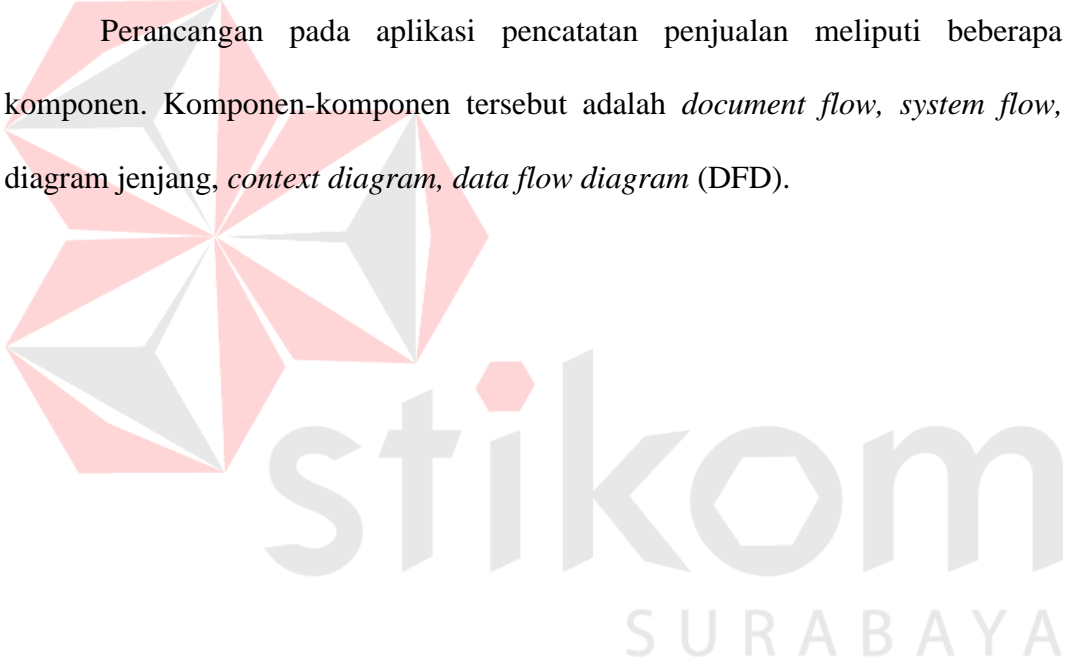 Perancangan pada aplikasi pencatatan penjualan meliputi beberapa
komponen. Komponen-komponen tersebut adalah document flow, system flow,
diagram jenjang, context diagram, data flow diagram (DFD).
stikom
SURABAYA